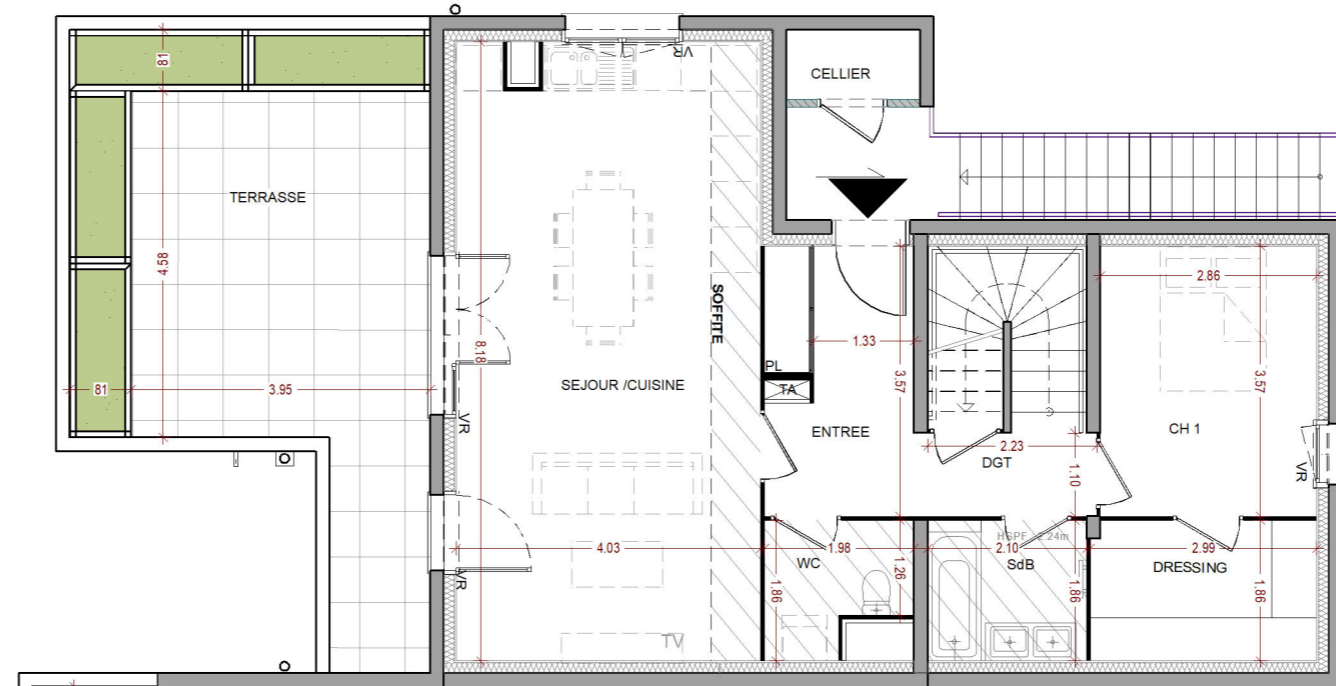 81
VR
CELLIER
TERRASSE
4.58
8.18
SOFFITE
2.86
1.33
3.57
3.57
PL
TA
81
3.95
SEJOUR /CUISINE
VR
ENTREE
2.23
DGT
1.10
CH 1
VR
4.03
1.98
WC
1.26
1.86
HSPF 2.24m
2.10
SdB
1.86
2.99
DRESSING
1.86
VR
TV